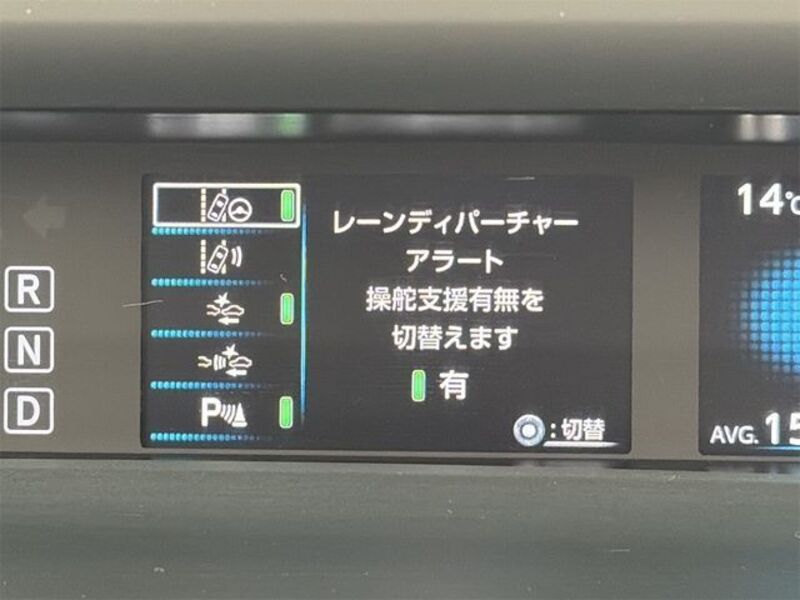 14℃
レーンディパーチャー
アラート
操舵支援有無を
切替えます
有
:切替
R
N
D
P
AVG.15